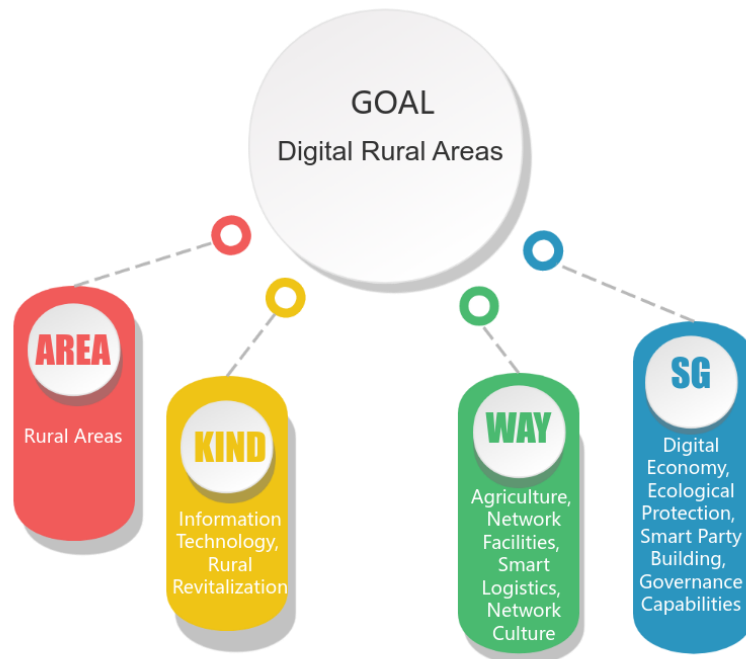 GOAL
Digital Rural Areas
AREA
Rural Areas
KIND
Information
Technology,
Rural
Revitalization
WAY
Agriculture,
Network
Facilities,
Smart
Logistics,
Network
Culture
SG
Digital
Economy,
Ecological
Protection,
Smart Party
Building,
Governance
Capabilities